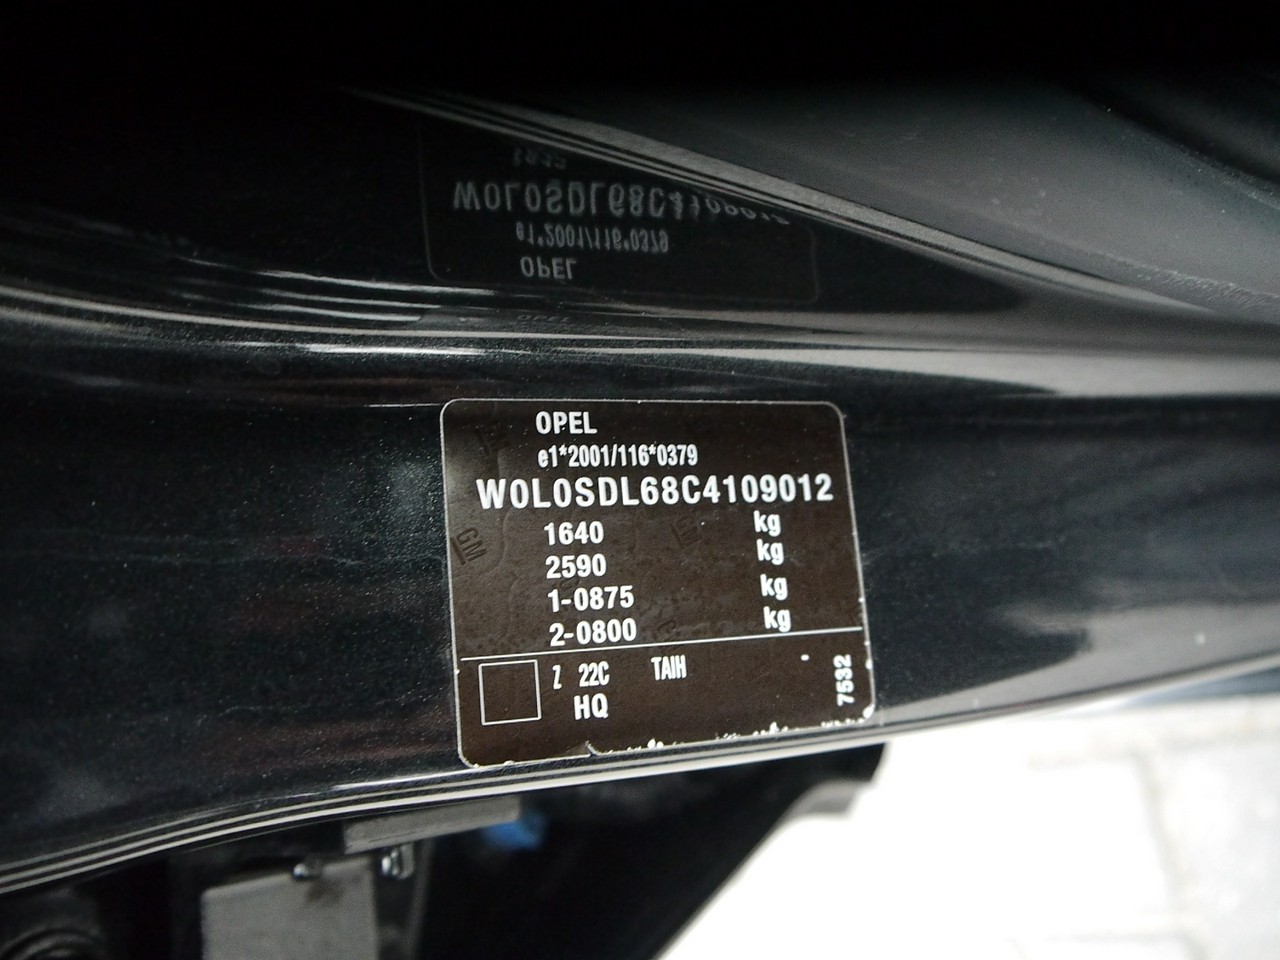 OPEL
e1*2001/116*0379
W0L0SDL68C4109012
1640 kg
2590 kg
1-0875 kg
2-0800 kg
Z 22C TAIH
HQ
7532
GM